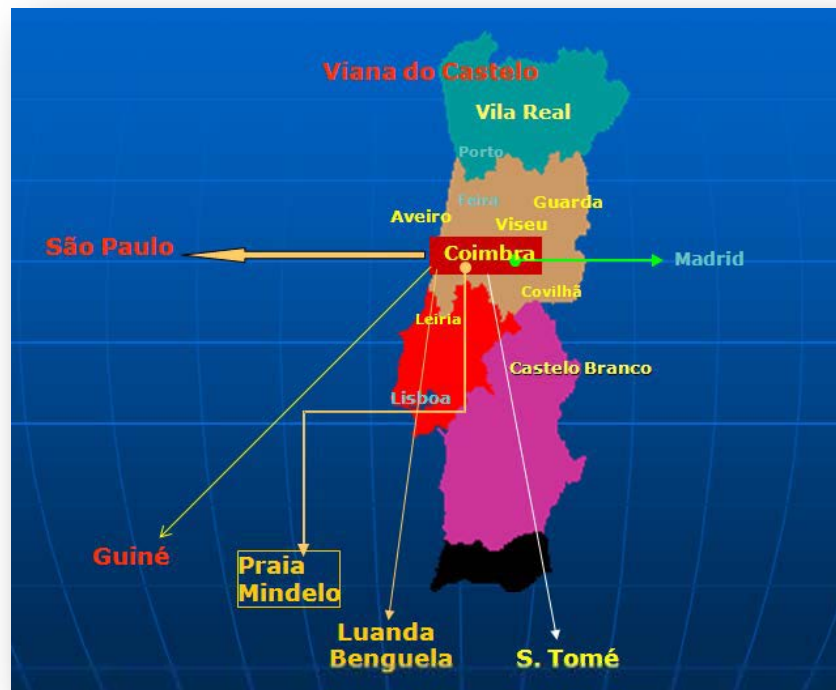 Viana do Castelo
Vila Real
Porto
Feira
Guarda
Aveiro
Viseu
São Paulo
Coimbra
Madrid
Covilhã
Leiria
Castelo Branco
Lisboa
Guiné
Praia
Mindelo
Luanda
Benguela
S. Tomé